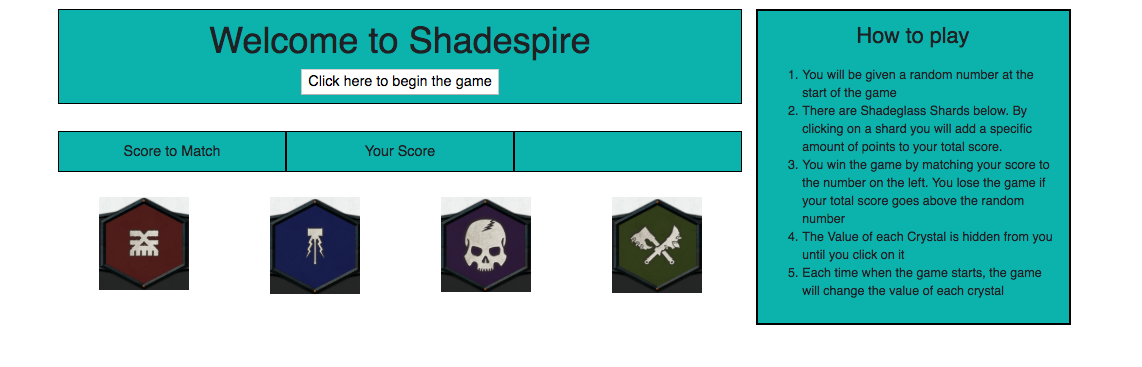 Welcome to Shadespire
Click here to begin the game
Score to Match
Your Score
How to play
1. You will be given a random number at the
start of the game
2. There are Shadeglass Shards below. By
clicking on a shard you will add a specific
amount of points to your total score.
3. You win the game by matching your score to
the number on the left. You lose the game if
your total score goes above the random
number
4. The Value of each Crystal is hidden from you
until you click on it
5. Each time when the game starts, the game
will change the value of each crystal